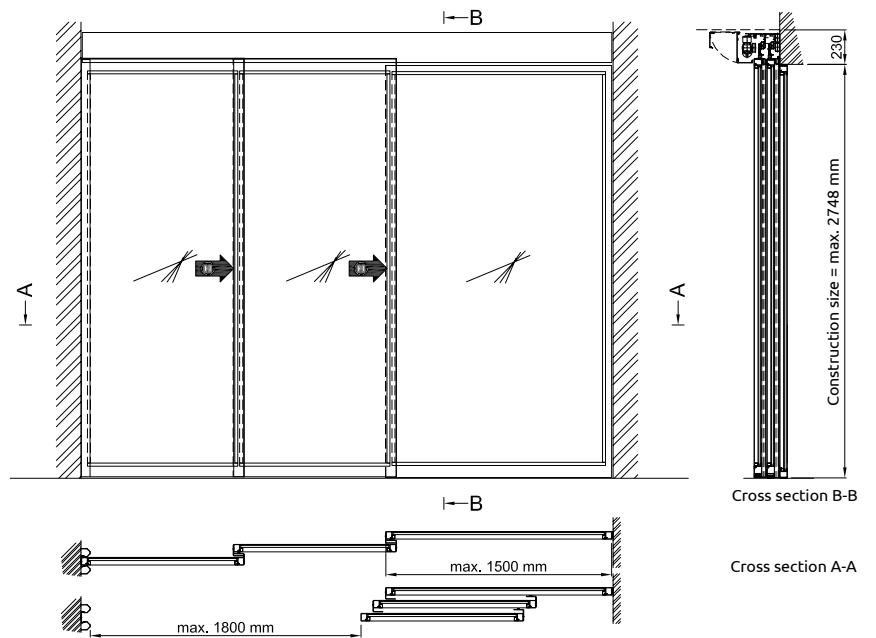 B
230
A
A
Construction size = max. 2748 mm
B
Cross section B-B
max. 1500 mm
Cross section A-A
max. 1800 mm